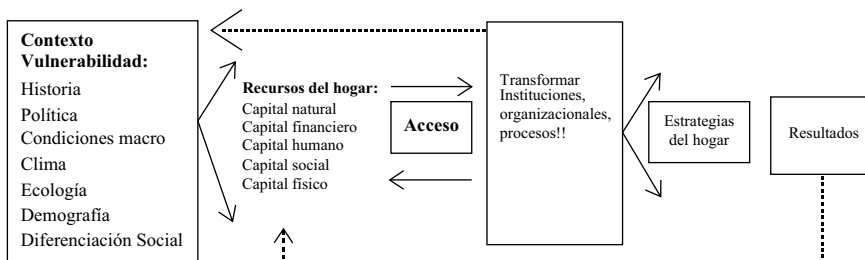 Contexto
Vulnerabilidad:
Historia
Política
Condiciones macro
Clima
Ecología
Demografía
Diferenciación Social
Recursos del hogar:
Capital natural
Capital financiero
Capital humano
Capital social
Capital físico
Acceso
Transformar
Instituciones,
organizacionales,
procesos!!
Estrategias
del hogar
Resultados